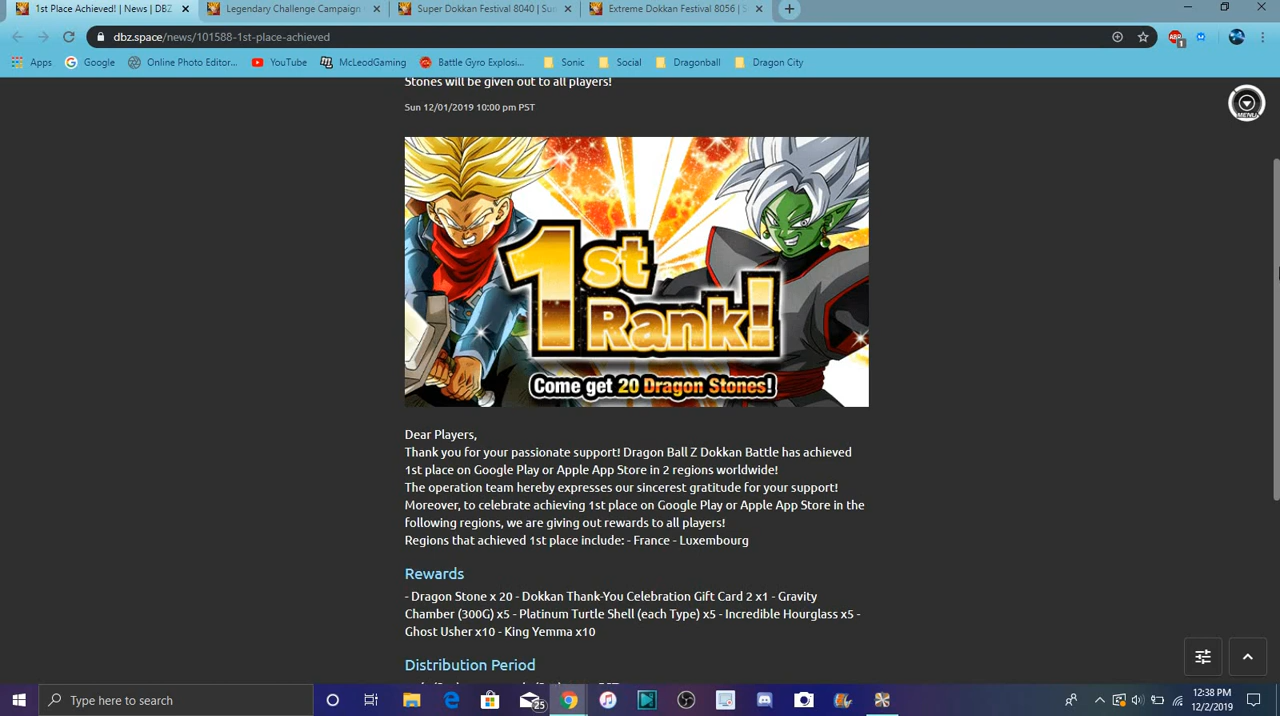 1st Place Achieved! | News | DBZ
Legendary Challenge Campaign
Super Dokkan Festival 8040 | Su
Extreme Dokkan Festival 8056 | S
dbz.space/news/101588-1st-place-achieved
1
Apps
Google
Online Photo Editor...
YouTube
McLeodGaming
Battle Gyro Explosi...
Sonic
Social
Dragonball
Dragon City
Stones will be given out to all players!
MENU
Sun 12/01/2019 10:00 pm PST
1st
Rank!
Come get 20 Dragon Stones!
Dear Players,
Thank you for your passionate support! Dragon Ball Z Dokkan Battle has achieved
1st place on Google Play or Apple App Store in 2 regions worldwide!
The operation team hereby expresses our sincerest gratitude for your support!
Moreover, to celebrate achieving 1st place on Google Play or Apple App Store in the
following regions, we are giving out rewards to all players!
Regions that achieved 1st place include: - France - Luxembourg
Rewards
- Dragon Stone x 20 - Dokkan Thank-You Celebration Gift Card 2 x1 - Gravity
Chamber (300G) x5 - Platinum Turtle Shell (each Type) x5 - Incredible Hourglass x5 -
Ghost Usher x10 - King Yemma x10
Distribution Period
Type here to search
25
12:38 PM
12/2/2019